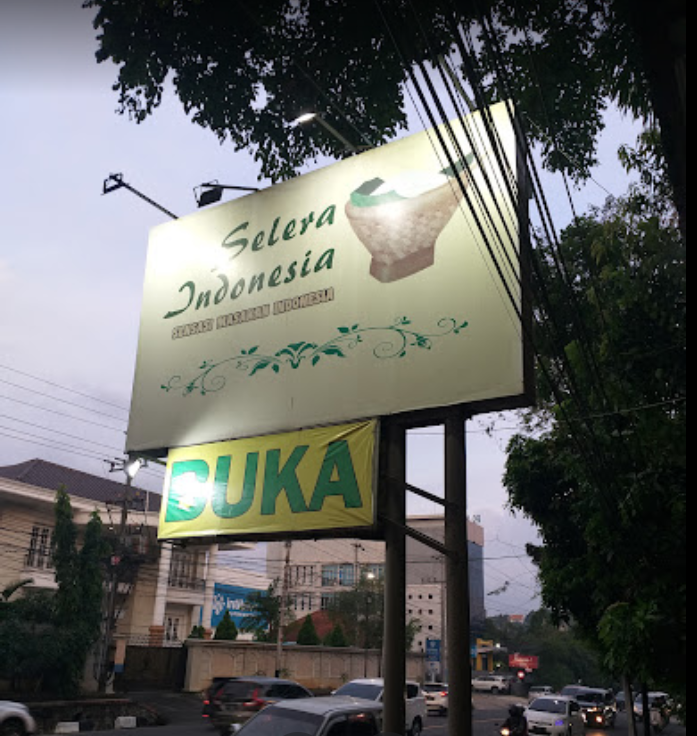 Selera
Indonesia
SENSASI MASAKAN INDONESIA
BUKA